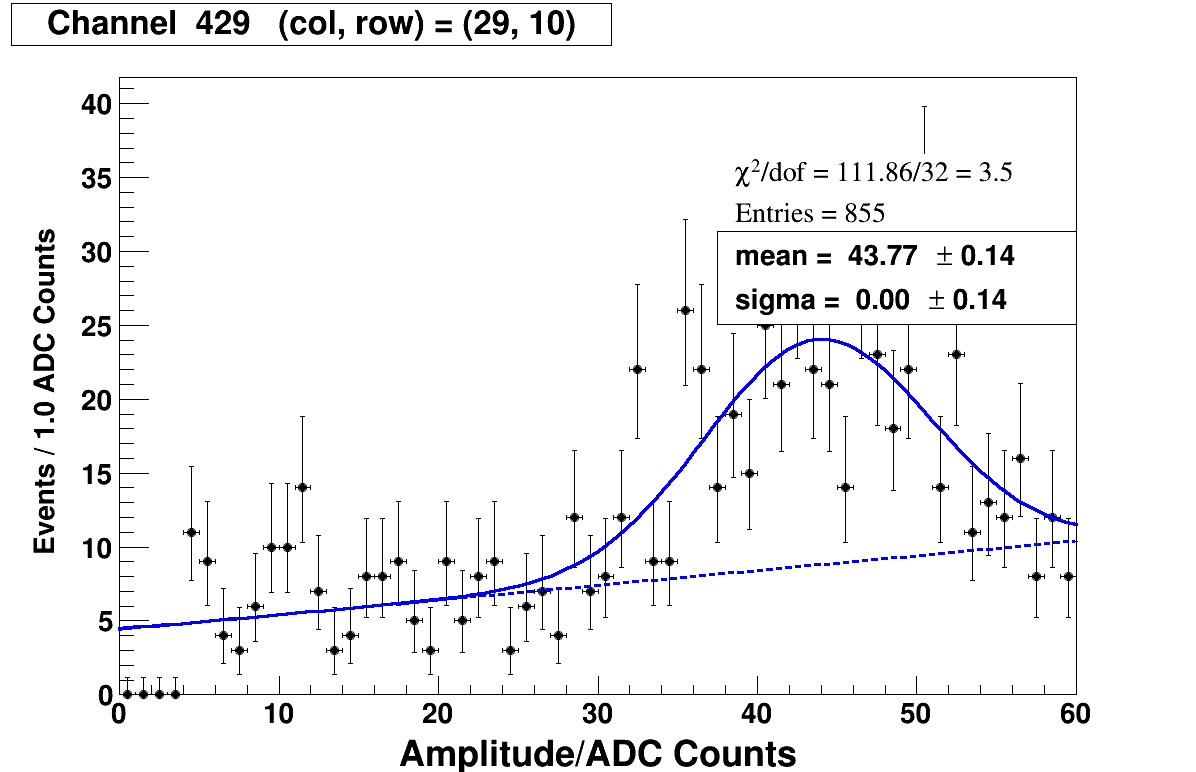 Channel 429 (col, row) = (29, 10)
40
35
30
25
20
15
10
5
0
Events / 1.0 ADC Counts
χ²/dof = 111.86/32 = 3.5
Entries = 855
mean = 43.77 ± 0.14
sigma = 0.00 ± 0.14
0 10 20 30 40 50 60
Amplitude/ADC Counts